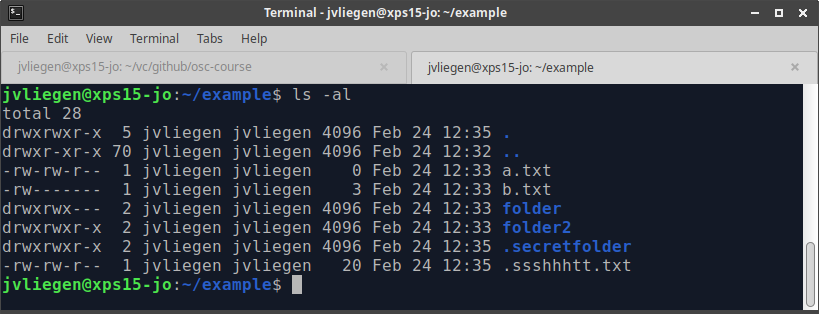 Terminal - jvliegen@xps15-jo: ~/example
File Edit View Terminal Tabs Help
jvliegen@xps15-jo: ~/vc/github/osc-course
jvliegen@xps15-jo: ~/example
jvliegen@xps15-jo:~/example$ ls -al
total 28
drwxrwxr-x  5 jvliegen jvliegen 4096 Feb 24 12:35 .
drwxr-xr-x 70 jvliegen jvliegen 4096 Feb 24 12:32 ..
-rw-rw-r--  1 jvliegen jvliegen    0 Feb 24 12:33 a.txt
-rw-------  1 jvliegen jvliegen    3 Feb 24 12:33 b.txt
drwxrwx---  2 jvliegen jvliegen 4096 Feb 24 12:33 folder
drwxrwxr-x  2 jvliegen jvliegen 4096 Feb 24 12:33 folder2
drwxrwxr-x  2 jvliegen jvliegen 4096 Feb 24 12:35 .secretfolder
-rw-rw-r--  1 jvliegen jvliegen   20 Feb 24 12:35 .ssshhhtt.txt
jvliegen@xps15-jo:~/example$